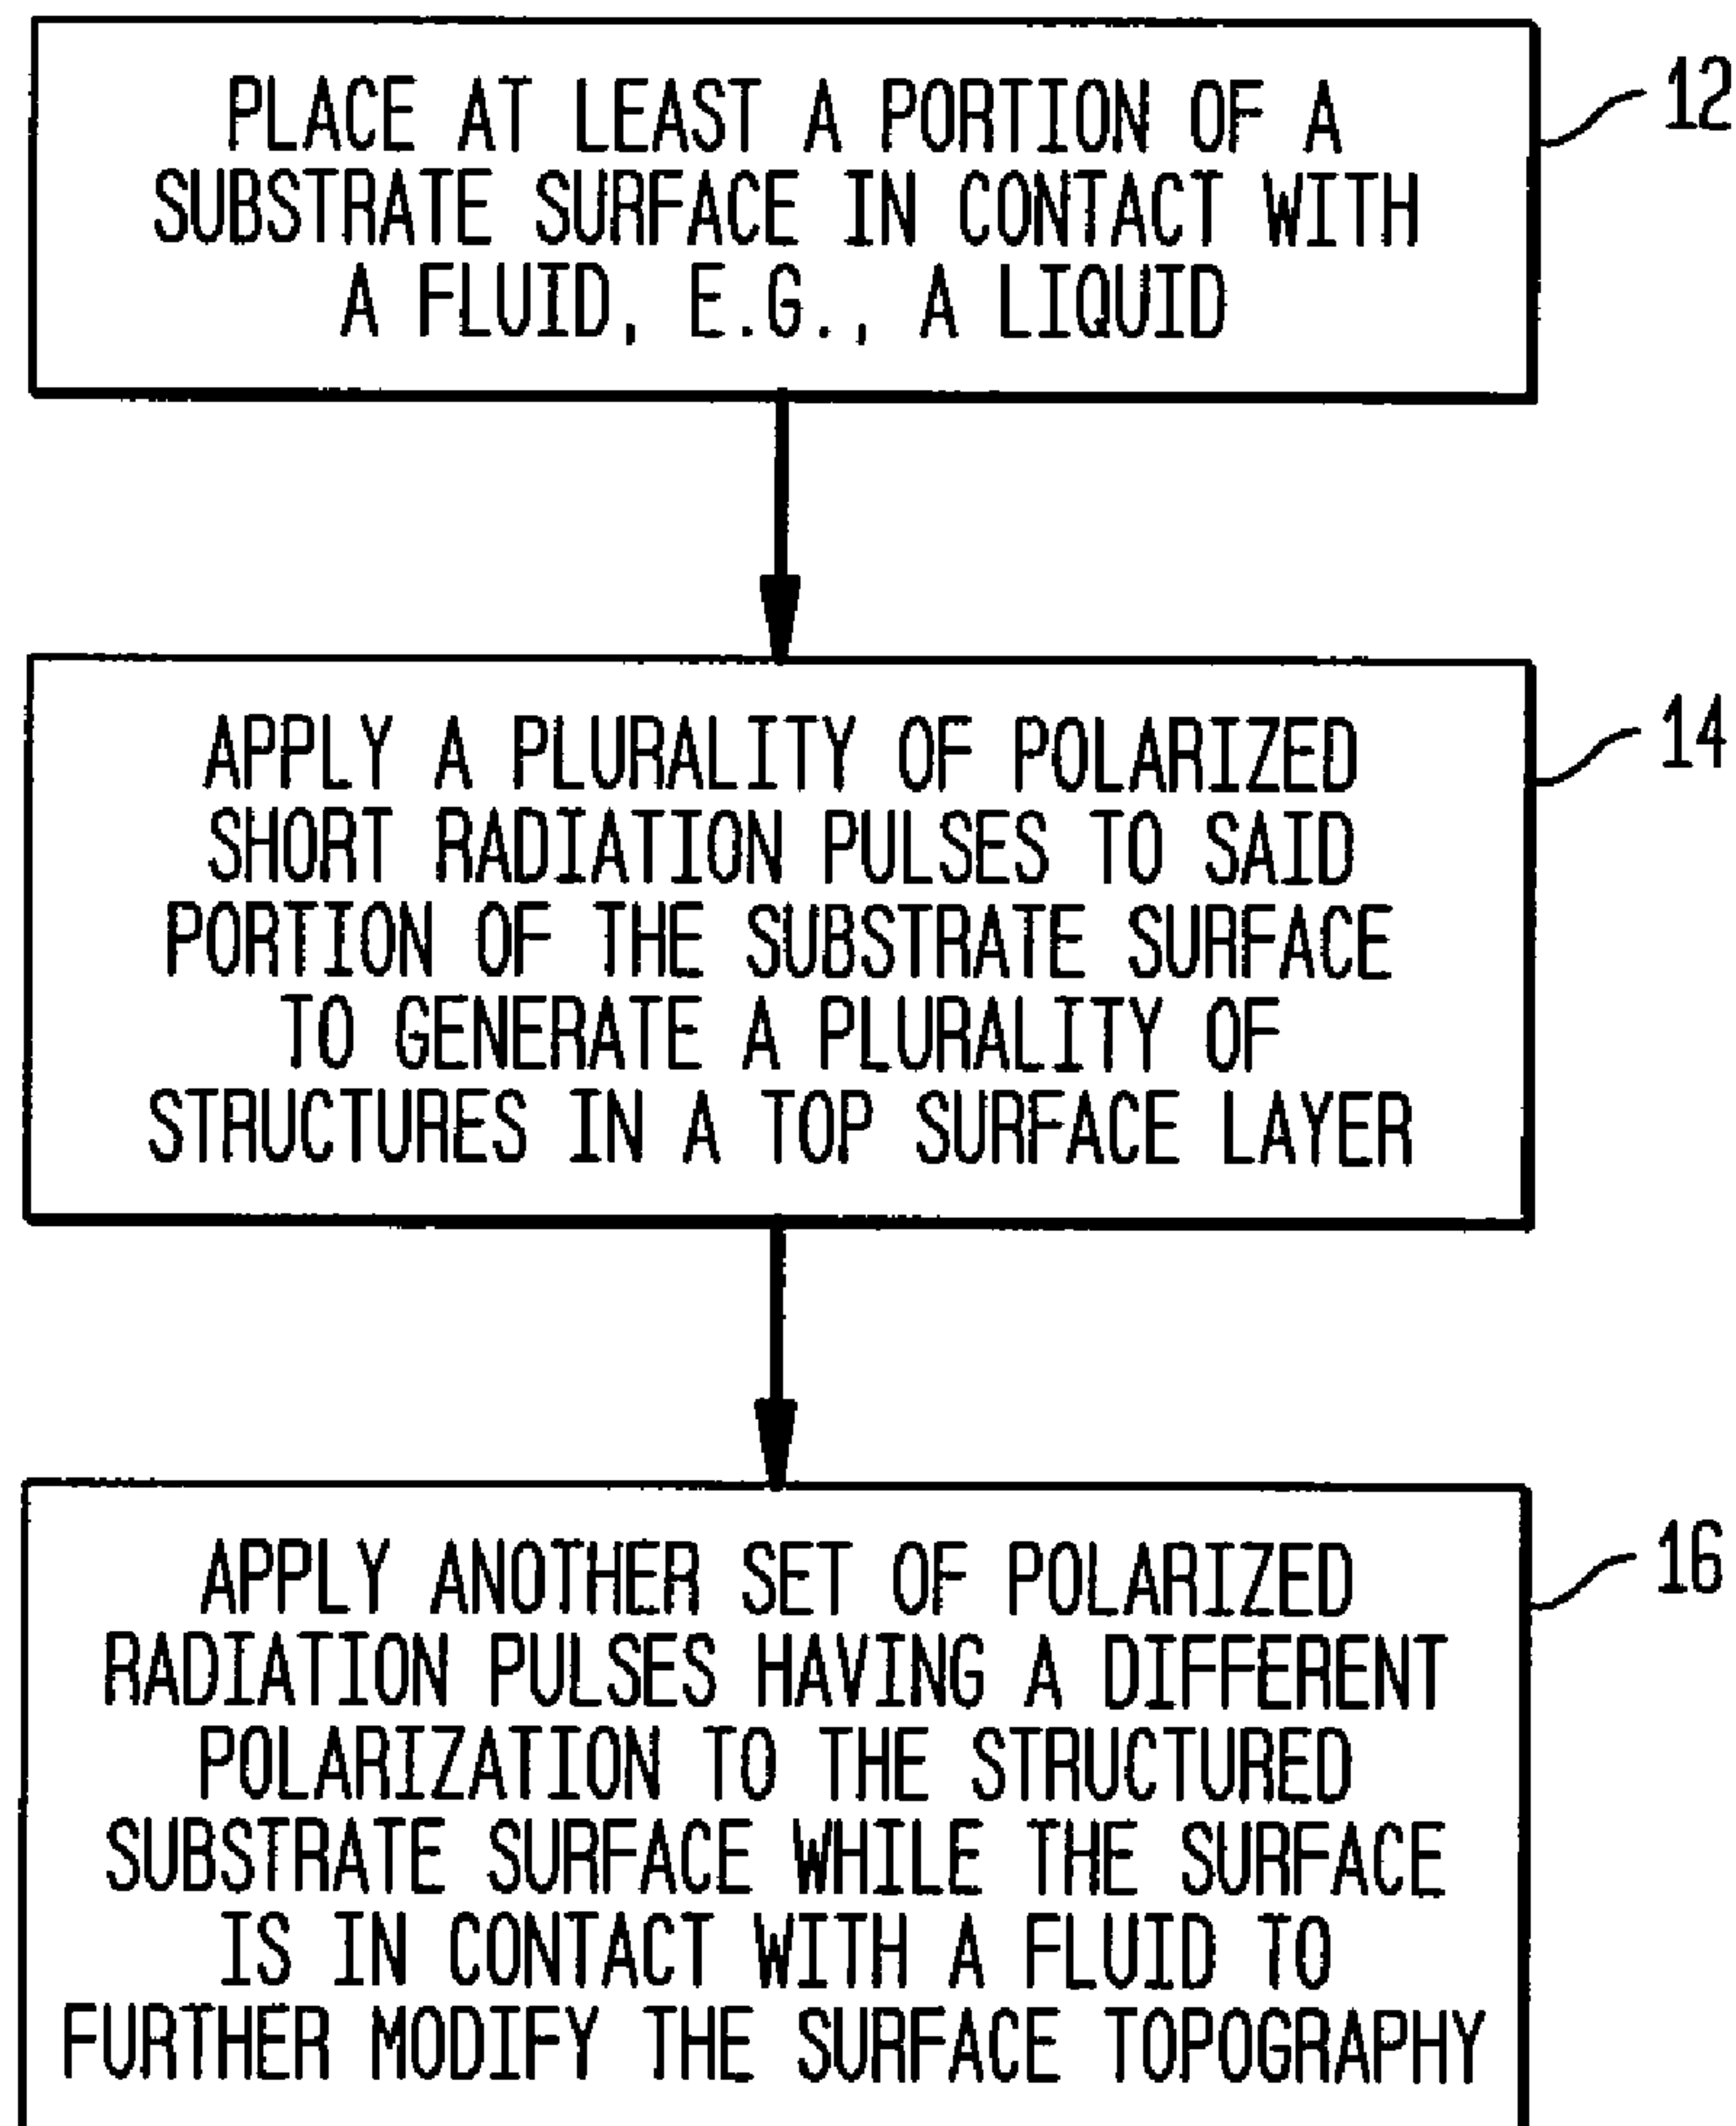 PLACE AT LEAST A PORTION OF A
SUBSTRATE SURFACE IN CONTACT WITH
A FLUID, E.G., A LIQUID
12
APPLY A PLURALITY OF POLARIZED
SHORT RADIATION PULSES TO SAID
PORTION OF THE SUBSTRATE SURFACE
TO GENERATE A PLURALITY OF
STRUCTURES IN A TOP SURFACE LAYER
14
APPLY ANOTHER SET OF POLARIZED
RADIATION PULSES HAVING A DIFFERENT
POLARIZATION TO THE STRUCTURED
SUBSTRATE SURFACE WHILE THE SURFACE
IS IN CONTACT WITH A FLUID TO
FURTHER MODIFY THE SURFACE TOPOGRAPHY
16